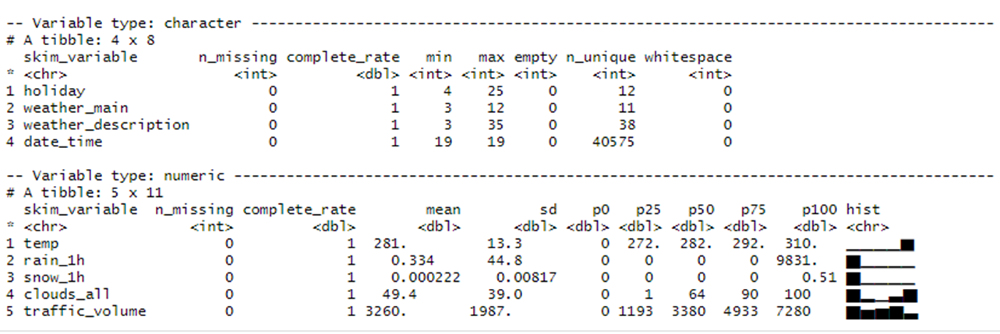 -- Variable type: character --------------------------------------------------------------------------------------
# A tibble: 4 x 8
  skim_variable       n_missing complete_rate   min   max empty n_unique whitespace
* <chr>                   <int>         <dbl> <int> <int> <int>    <int>      <int>
1 holiday                     0             1     4    25     0       12          0
2 weather_main                0             1     3    12     0       11          0
3 weather_description         0             1     3    35     0       38          0
4 date_time                   0             1    19    19     0    40575          0
-- Variable type: numeric ----------------------------------------------------------------------------------------
# A tibble: 5 x 11
  skim_variable  n_missing complete_rate        mean         sd    p0   p25   p50   p75    p100 hist
* <chr>              <int>         <dbl>       <dbl>      <dbl> <dbl> <dbl> <dbl> <dbl>   <dbl> <chr>
1 temp                   0             1  281.         13.3         0  272.  282.  292.  310.   ▁▁▁▁▇
2 rain_1h                0             1    0.334      44.8         0    0     0     0  9831.   ▇▁▁▁▁
3 snow_1h                0             1    0.000222    0.00817     0    0     0     0     0.51 ▇▁▁▁▁
4 clouds_all             0             1   49.4        39.0         0    1    64    90   100    ▇▂▁▃▇
5 traffic_volume         0             1 3260.       1987.          0 1193  3380  4933  7280    ▇▅▆▇▃